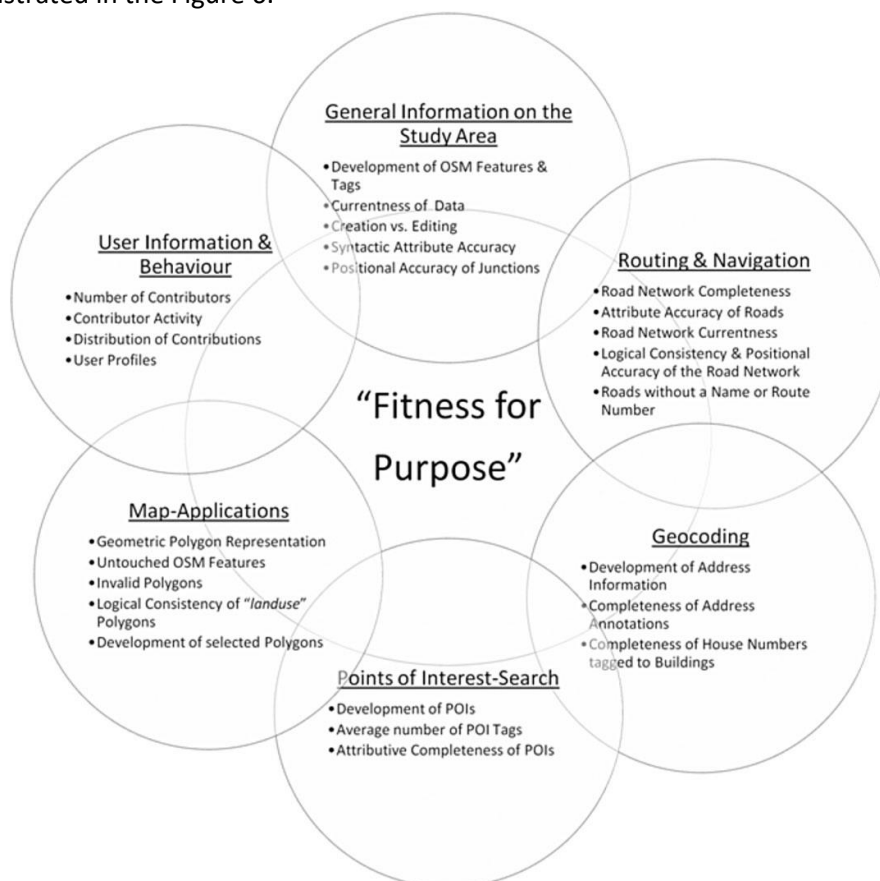 ustrated in the Figure 6.
General Information on the
Study Area
•Development of OSM Features &
Tags
•Currentness of Data
•Creation vs. Editing
•Syntactic Attribute Accuracy
•Positional Accuracy of Junctions
User Information &
Behaviour
•Number of Contributors
•Contributor Activity
•Distribution of Contributions
•User Profiles
Routing & Navigation
•Road Network Completeness
•Attribute Accuracy of Roads
•Road Network Currentness
•Logical Consistency & Positional
Accuracy of the Road Network
•Roads without a Name or Route
Number
“Fitness for
Purpose”
Map-Applications
•Geometric Polygon Representation
•Untouched OSM Features
•Invalid Polygons
•Logical Consistency of “landuse”
Polygons
•Development of selected Polygons
Geocoding
•Development of Address
Information
•Completeness of Address
Annotations
•Completeness of House Numbers
tagged to Buildings
Points of Interest-Search
•Development of POIs
•Average number of POI Tags
•Attributive Completeness of POIs